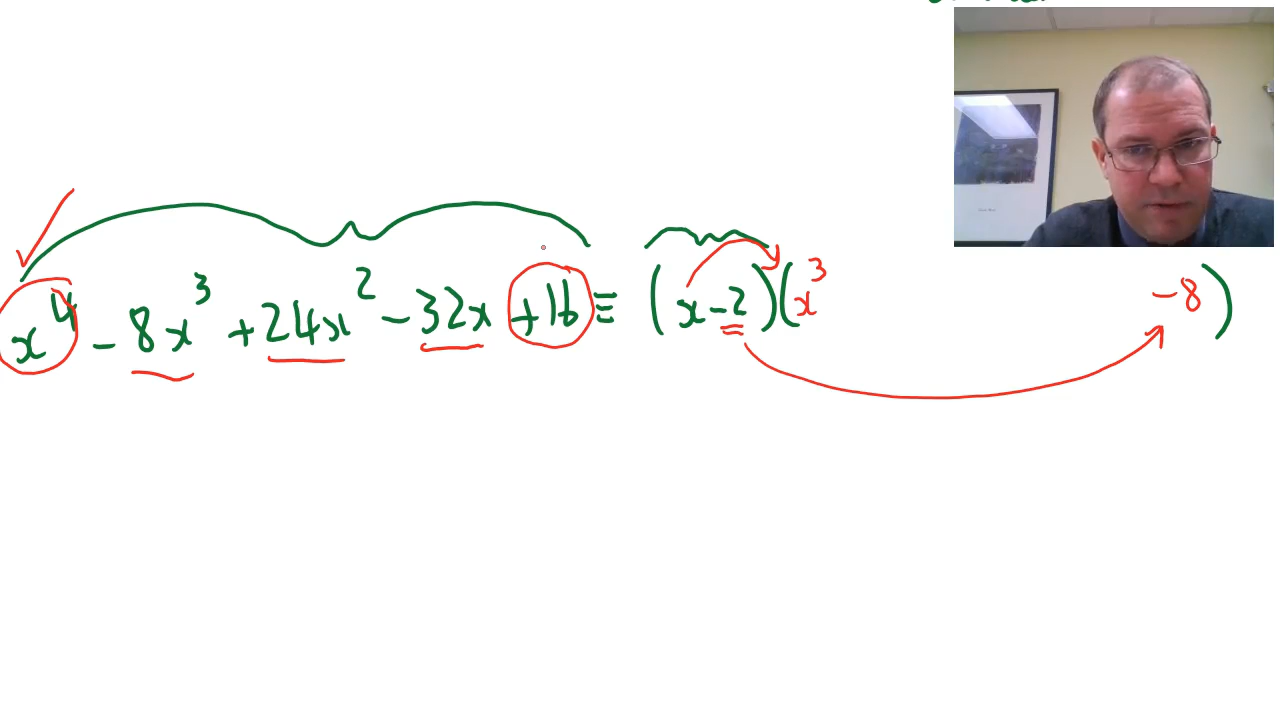 x⁴ - 8x³ + 24x² - 32x + 16 ≡ (x - 2)(x³ -8)